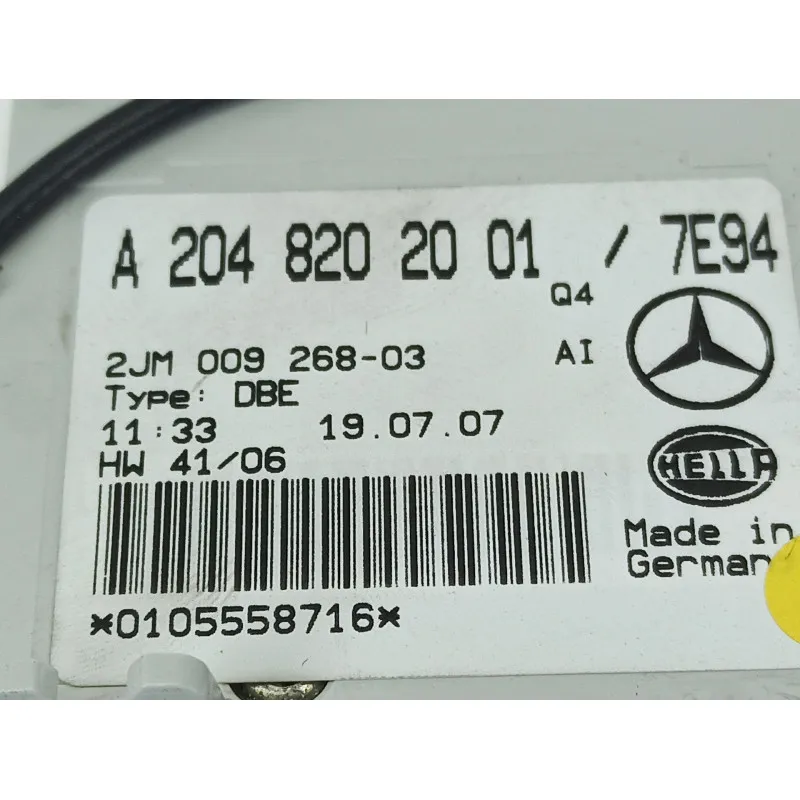 A 204 820 20 01 / 7E94
Q4
2JM 009 268-03 AI
Type: DBE
11:33 19.07.07
HW 41/06
HELLA
Made in
German
*0105558716*